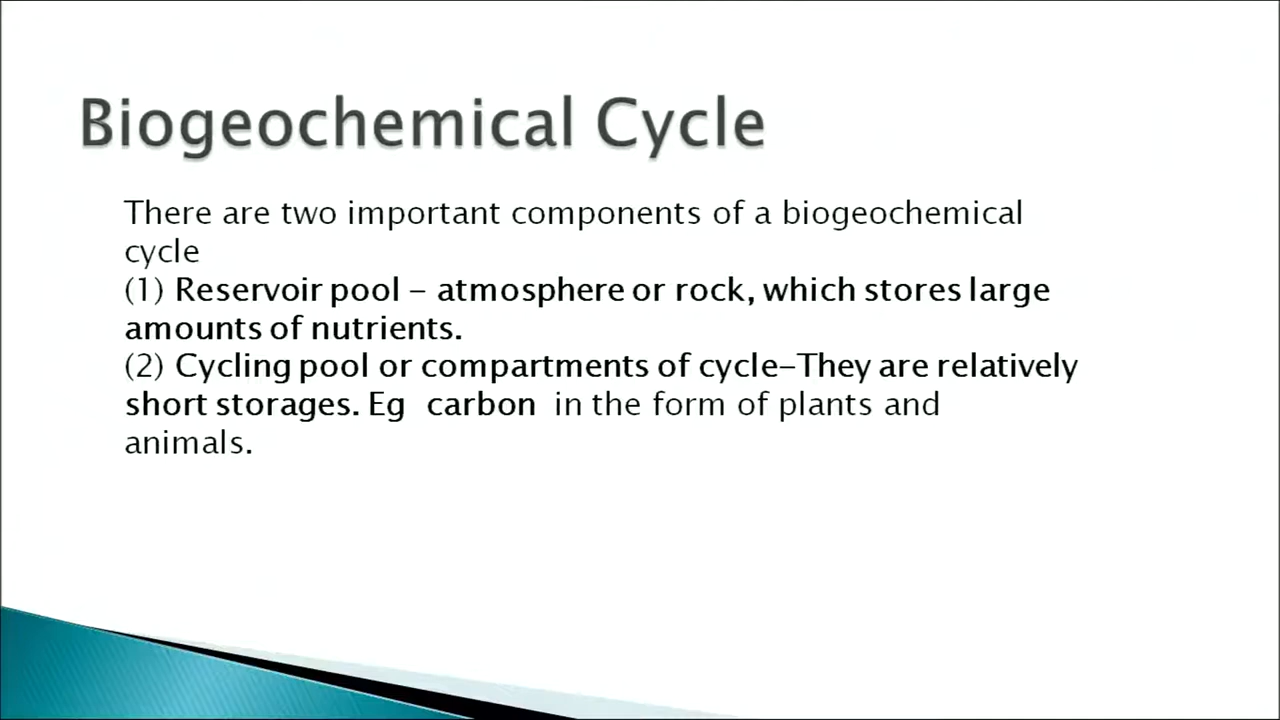 Biogeochemical Cycle
There are two important components of a biogeochemical
cycle
(1) Reservoir pool – atmosphere or rock, which stores large
amounts of nutrients.
(2) Cycling pool or compartments of cycle–They are relatively
short storages. Eg  carbon  in the form of plants and
animals.